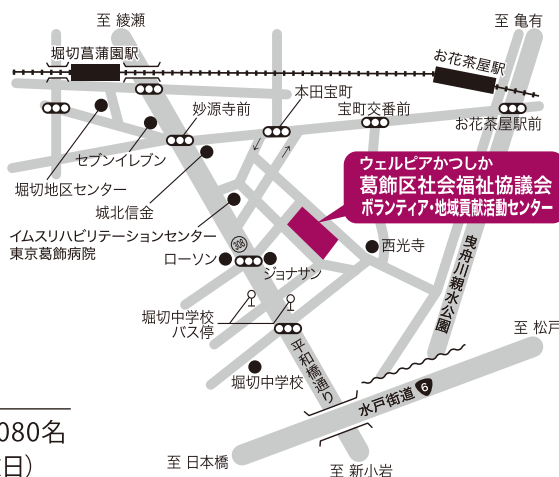 至 綾瀬
至 亀有
堀切菖蒲園駅
お花茶屋駅
本田宝町
妙源寺前
宝町交番前
お花茶屋駅前
セブンイレブン
堀切地区センター
城北信金
ウェルピアかつしか
葛飾区社会福祉協議会
ボランティア・地域貢献活動センター
イムスリハビリテーションセンター
東京葛飾病院
西光寺
308
ローソン
ジョナサン
曳舟川親水公園
堀切中学校
バス停
至 松戸
平和橋通り
堀切中学校
水戸街道 6
080名
日）
至 日本橋
至 新小岩